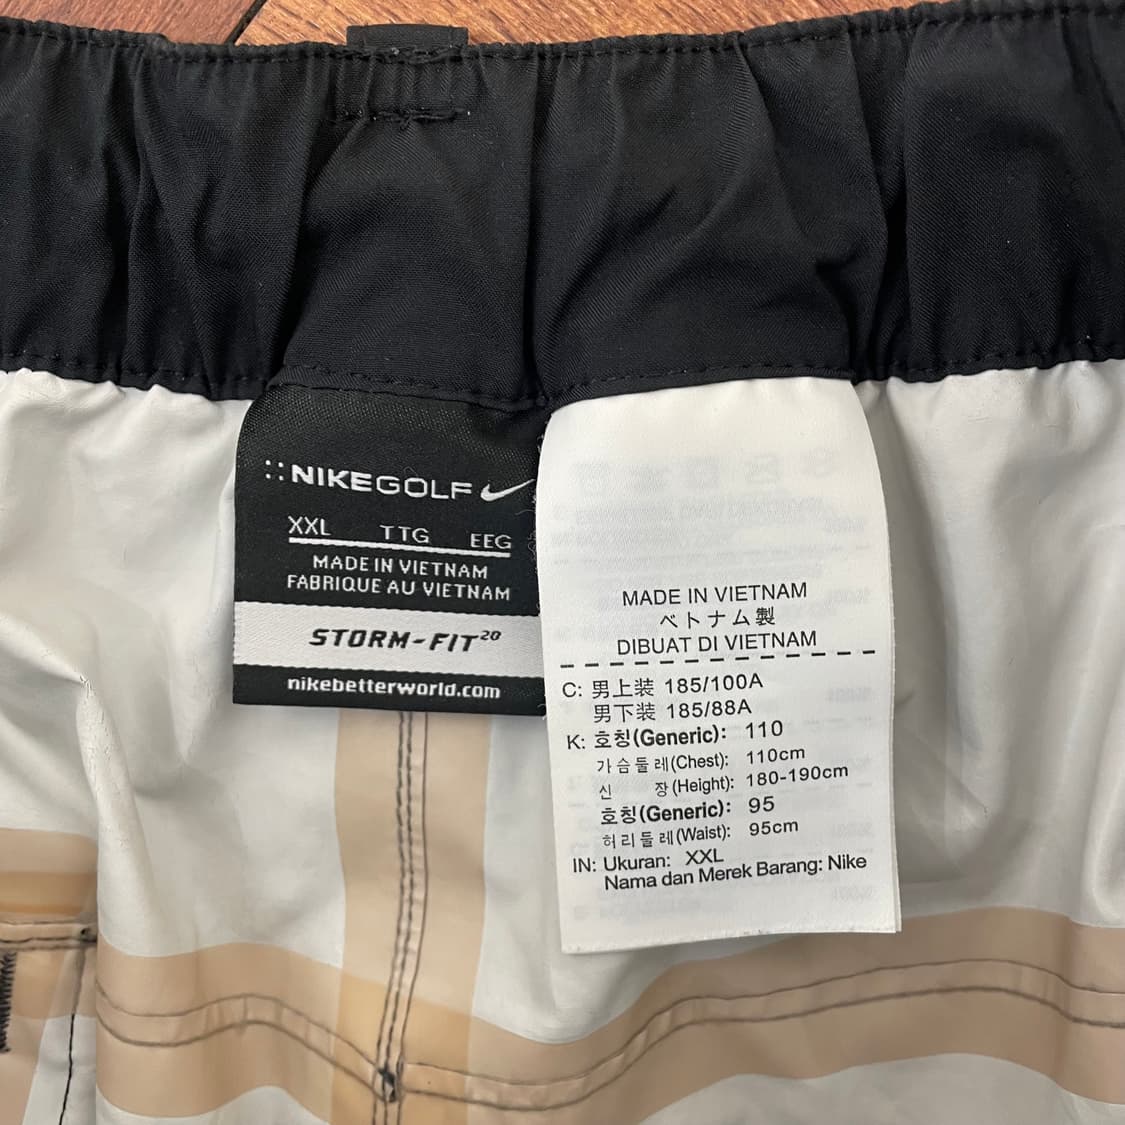 NIKEGOLF
XXL TTG EEG
MADE IN VIETNAM
FABRIQUE AU VIETNAM
STORM-FIT²⁰
nikebetterworld.com
MADE IN VIETNAM
ベトナム製
DIBUAT DI VIETNAM
C: 男上装 185/100A
男下装 185/88A
K: 호칭(Generic): 110
가슴둘레(Chest): 110cm
신 장(Height): 180-190cm
호칭(Generic): 95
허리둘레(Waist): 95cm
IN: Ukuran: XXL
Nama dan Merek Barang: Nike